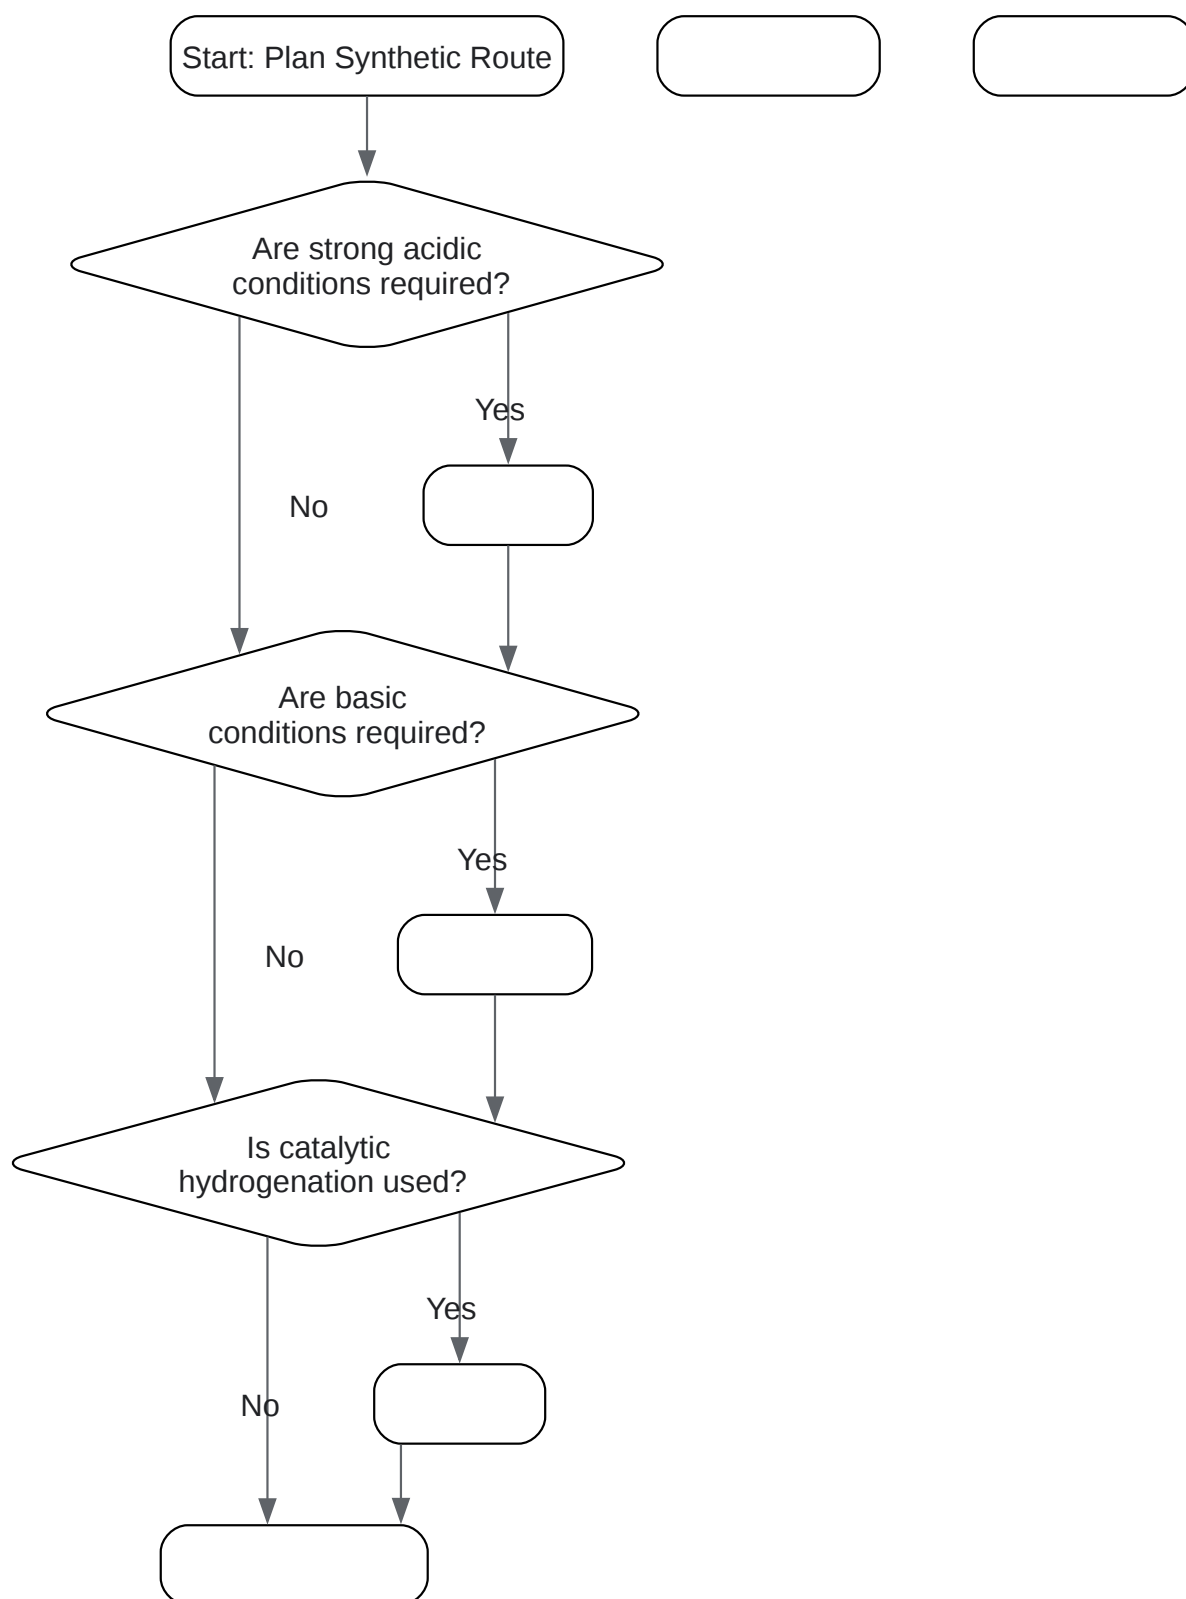 Start: Plan Synthetic Route
Are strong acidic
conditions required?
Yes
No
Are basic
conditions required?
Yes
No
Is catalytic
hydrogenation used?
Yes
No